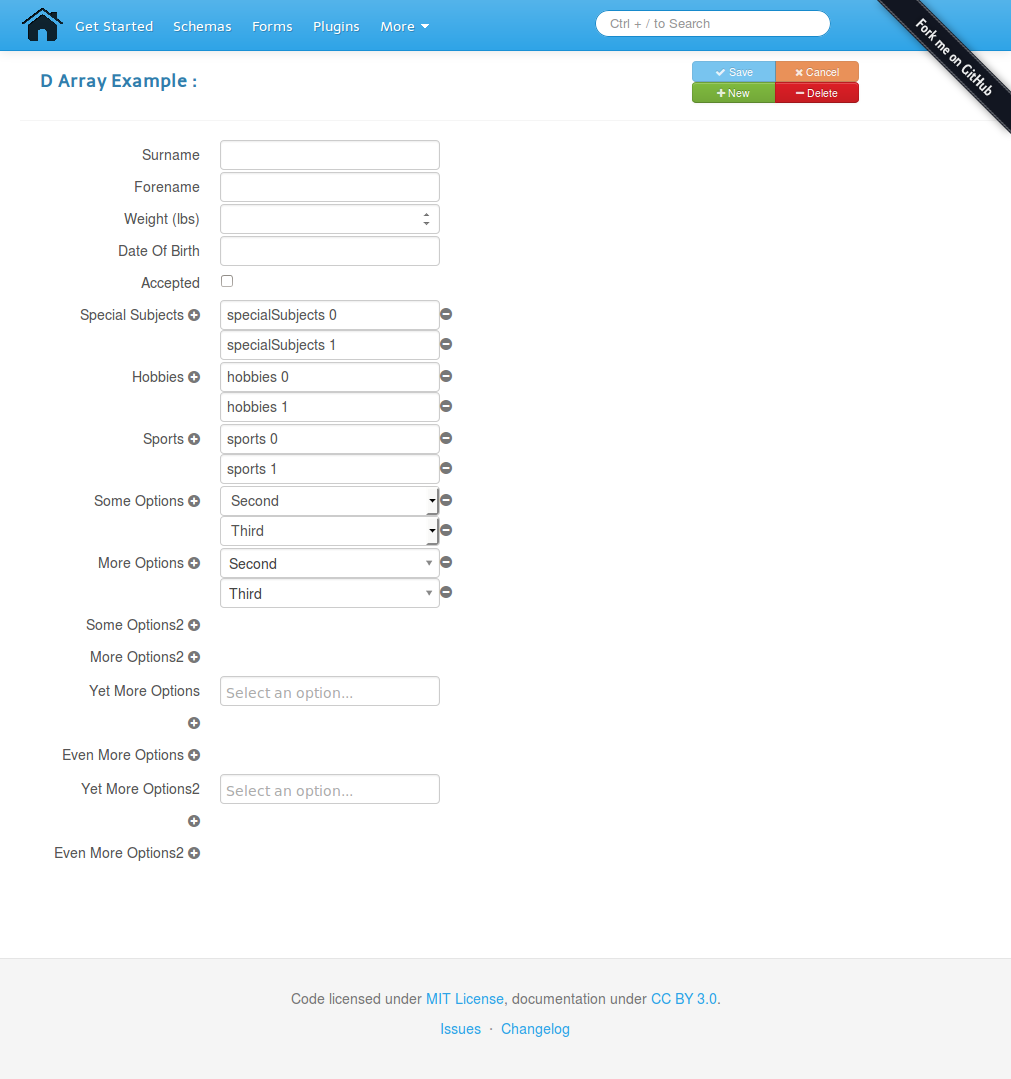 Get Started Schemas Forms Plugins More Ctrl + / to Search
Fork me on GitHub
D Array Example :
Save Cancel
New Delete
Surname
Forename
Weight (lbs)
Date Of Birth
Accepted
Special Subjects specialSubjects 0
specialSubjects 1
Hobbies hobbies 0
hobbies 1
Sports sports 0
sports 1
Some Options Second
Third
More Options Second
Third
Some Options2
More Options2
Yet More Options Select an option...
Even More Options
Yet More Options2 Select an option...
Even More Options2
Code licensed under MIT License, documentation under CC BY 3.0.
Issues · Changelog